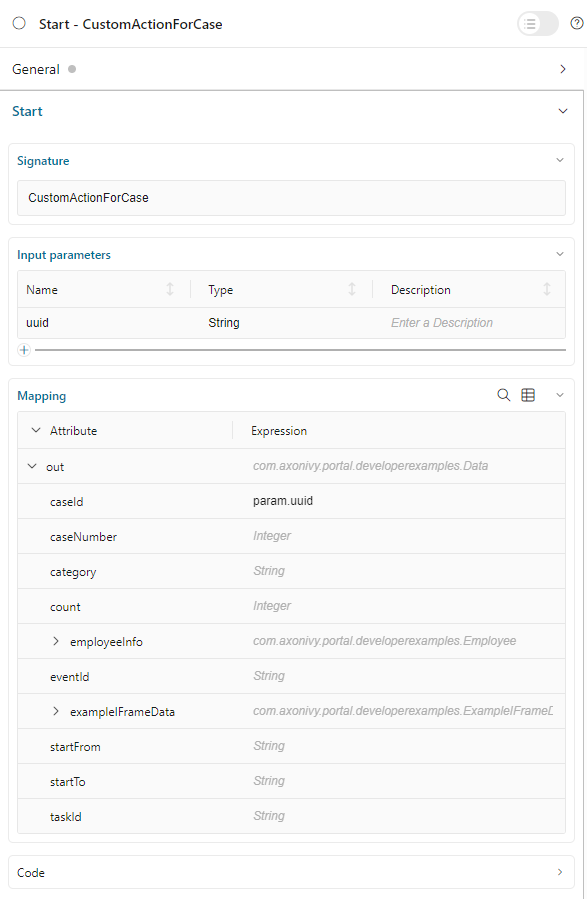 Start - CustomActionForCase
General
Start
Signature
CustomActionForCase
Input parameters
Name Type Description
uuid String Enter a Description
Mapping
Attribute Expression
out com.axonivy.portal.developerexamples.Data
caseId param.uuid
caseNumber Integer
category String
count Integer
employeeInfo com.axonivy.portal.developerexamples.Employee
eventId String
exampleIFrameData com.axonivy.portal.developerexamples.ExampleIFrameD
startFrom String
startTo String
taskId String
Code